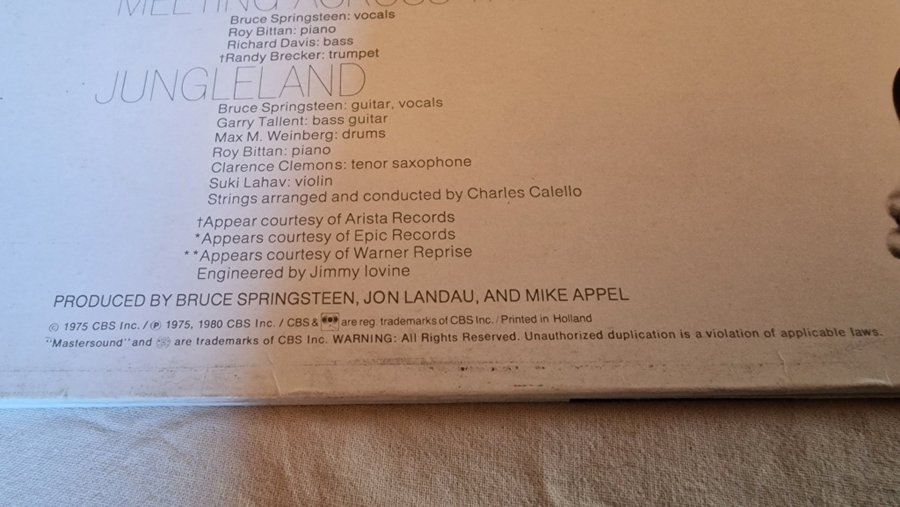 MEETING ACROSS
Bruce Springsteen: vocals
Roy Bittan: piano
Richard Davis: bass
†Randy Brecker: trumpet
JUNGLELAND
Bruce Springsteen: guitar, vocals
Garry Tallent: bass guitar
Max M. Weinberg: drums
Roy Bittan: piano
Clarence Clemons: tenor saxophone
Suki Lahav: violin
Strings arranged and conducted by Charles Calello
†Appear courtesy of Arista Records
*Appears courtesy of Epic Records
**Appears courtesy of Warner Reprise
Engineered by Jimmy Iovine
PRODUCED BY BRUCE SPRINGSTEEN, JON LANDAU, AND MIKE APPEL
© 1975 CBS Inc. / ℗ 1975, 1980 CBS Inc. / CBS & are reg. trademarks of CBS Inc. / Printed in Holland
"Mastersound" and are trademarks of CBS Inc. WARNING: All Rights Reserved. Unauthorized duplication is a violation of applicable laws.